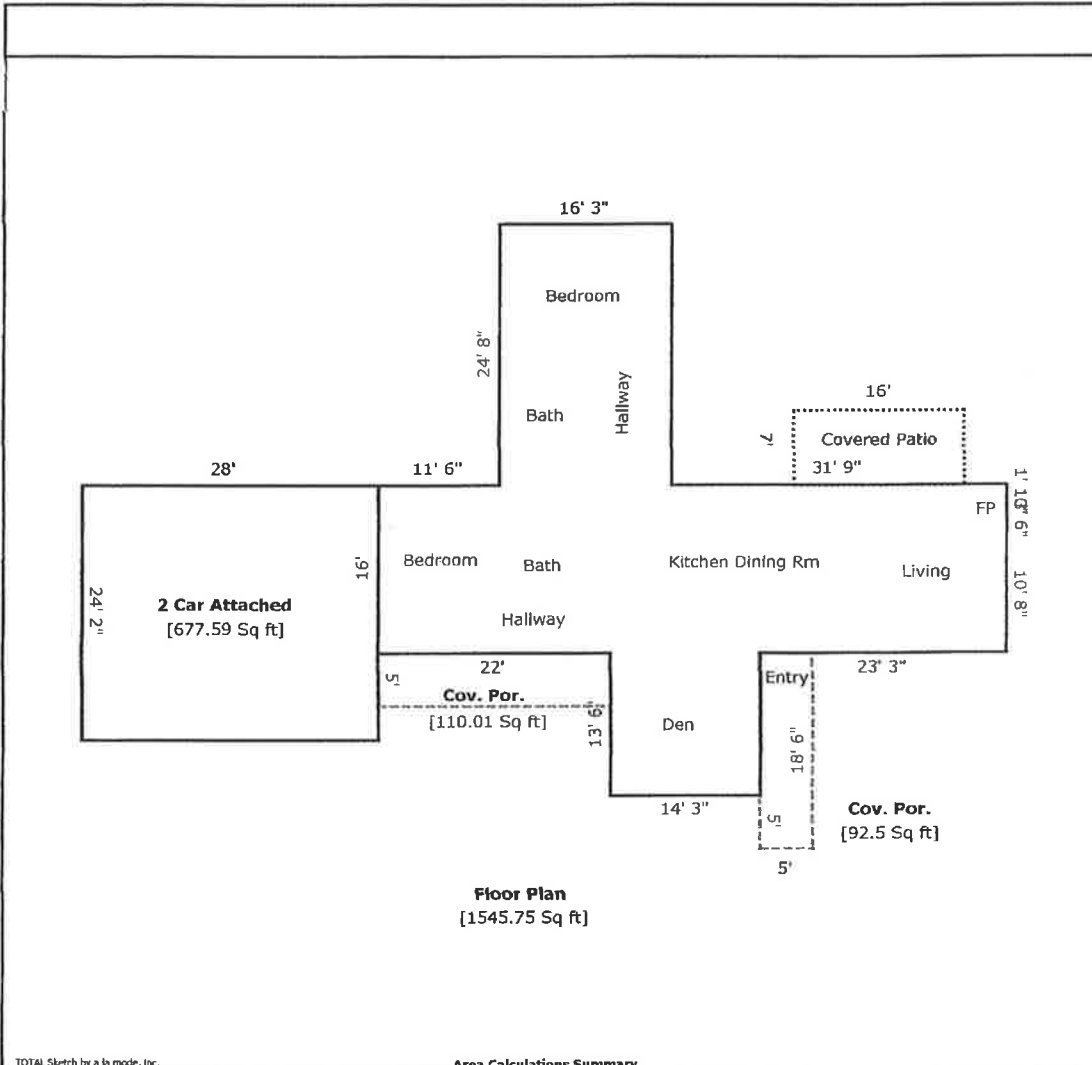 16' 3"
Bedroom
24' 8"
Hallway
Bath
16'
7'
Covered Patio
28'
11' 6"
31' 9"
1' 10"
FP
3' 6"
16'
Bedroom
Bath
Kitchen Dining Rm
Living
10' 8"
24' 2"
2 Car Attached
[677.59 Sq ft]
Hallway
22'
23' 3"
5'
Entry
Cov. Por.
[110.01 Sq ft]
13' 6"
Den
18' 6"
14' 3"
5'
Cov. Por.
[92.5 Sq ft]
5'
Floor Plan
[1545.75 Sq ft]
TOTAL Sketch by a la mode, inc.
Area Calculations Summary